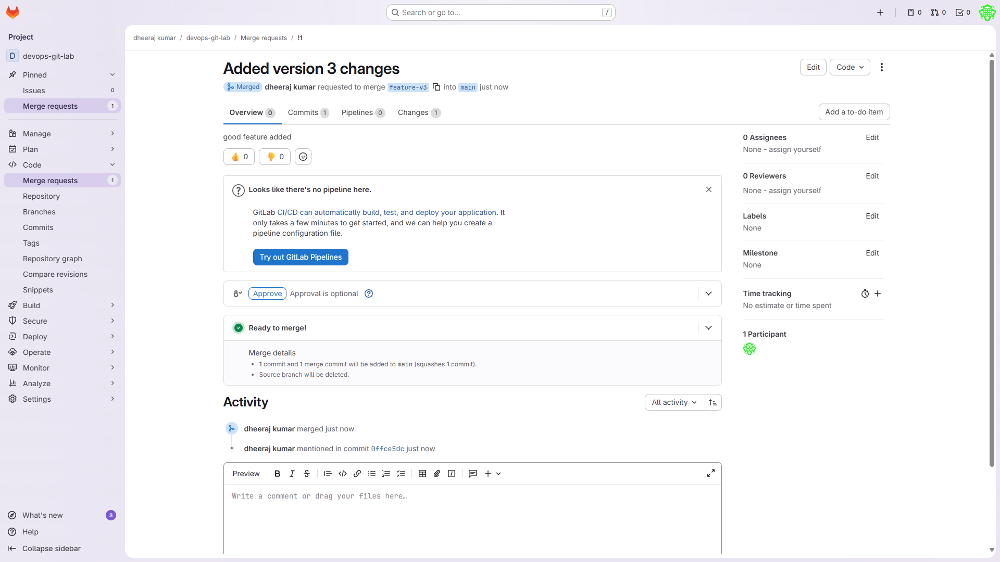 Search or go to...
/
0
0
0
Project
D devops-git-lab
Pinned
Issues 0
Merge requests 1
Manage
Plan
Code
Merge requests 1
Repository
Branches
Commits
Tags
Repository graph
Compare revisions
Snippets
Build
Secure
Deploy
Operate
Monitor
Analyze
Settings
What's new 3
Help
Collapse sidebar
dheeraj kumar / devops-git-lab / Merge requests / !1
Added version 3 changes
Edit
Code
Merged dheeraj kumar requested to merge feature-v3 into main just now
Overview 0 Commits 1 Pipelines 0 Changes 1
Add a to-do item
good feature added
0
0
Looks like there's no pipeline here.
GitLab CI/CD can automatically build, test, and deploy your application. It
only takes a few minutes to get started, and we can help you create a
pipeline configuration file.
Try out GitLab Pipelines
Approve Approval is optional
Ready to merge!
Merge details
• 1 commit and 1 merge commit will be added to main (squashes 1 commit).
• Source branch will be deleted.
Activity
All activity
dheeraj kumar merged just now
dheeraj kumar mentioned in commit 0ffce5dc just now
Preview
Write a comment or drag your files here…
0 Assignees Edit
None - assign yourself
0 Reviewers Edit
None - assign yourself
Labels Edit
None
Milestone Edit
None
Time tracking
No estimate or time spent
1 Participant